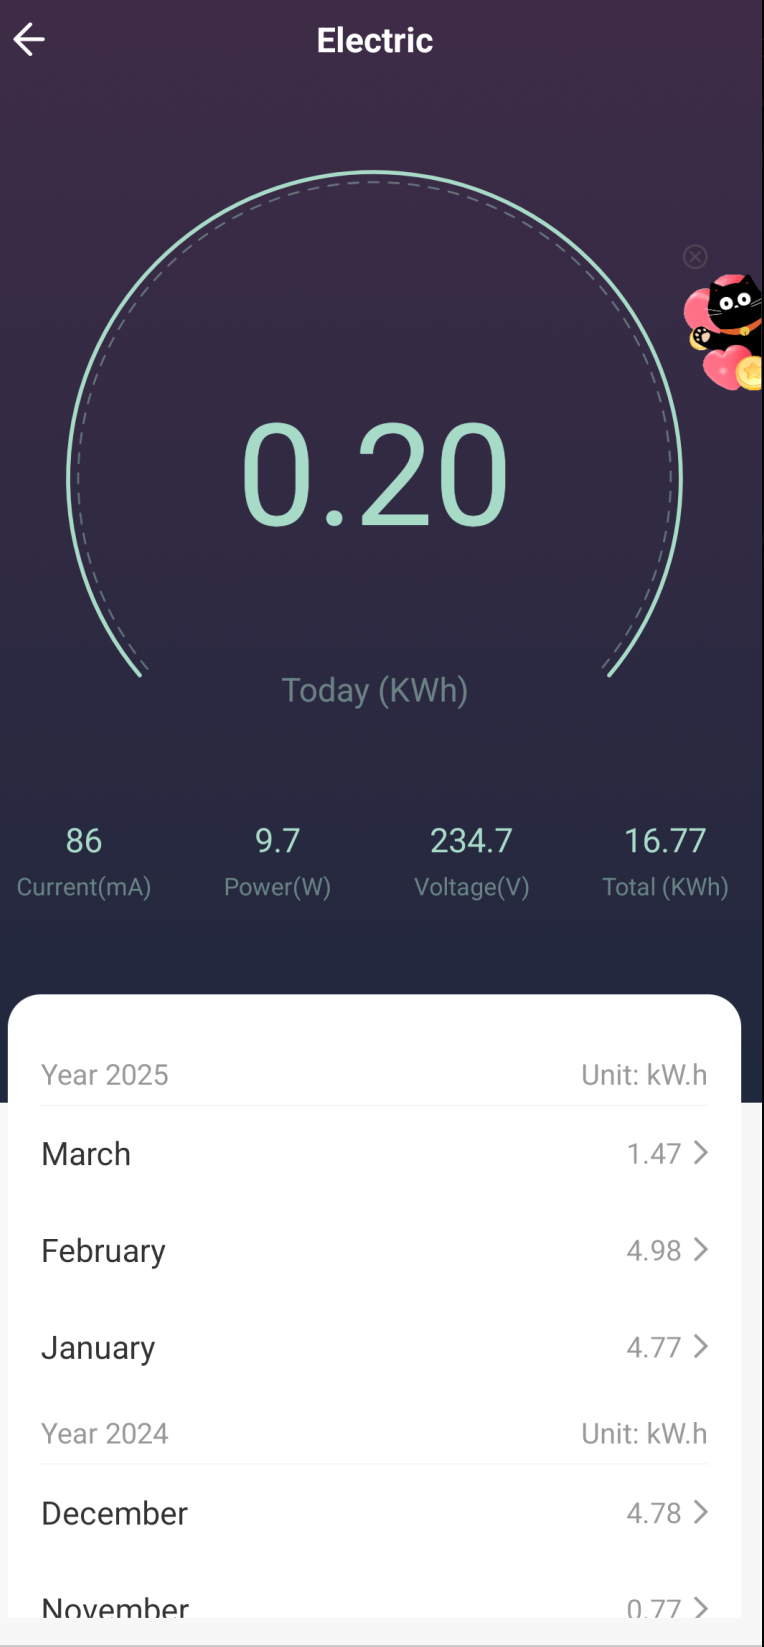 Electric
0.20
Today (KWh)
86 9.7 234.7 16.77
Current(mA) Power(W) Voltage(V) Total (KWh)
Year 2025 Unit: kW.h
March 1.47
February 4.98
January 4.77
Year 2024 Unit: kW.h
December 4.78
November 0.77